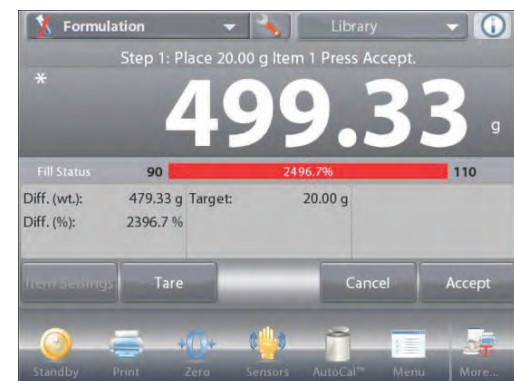 Formulation Library
Step 1: Place 20.00 g Item 1 Press Accept.
*
499.33 g
Fill Status 90 2496.7% 110
Diff. (wt.): 479.33 g Target: 20.00 g
Diff. (%): 2396.7 %
Item Settings Tare Cancel Accept
Standby Print Zero Sensors AutoCal™ Menu More...